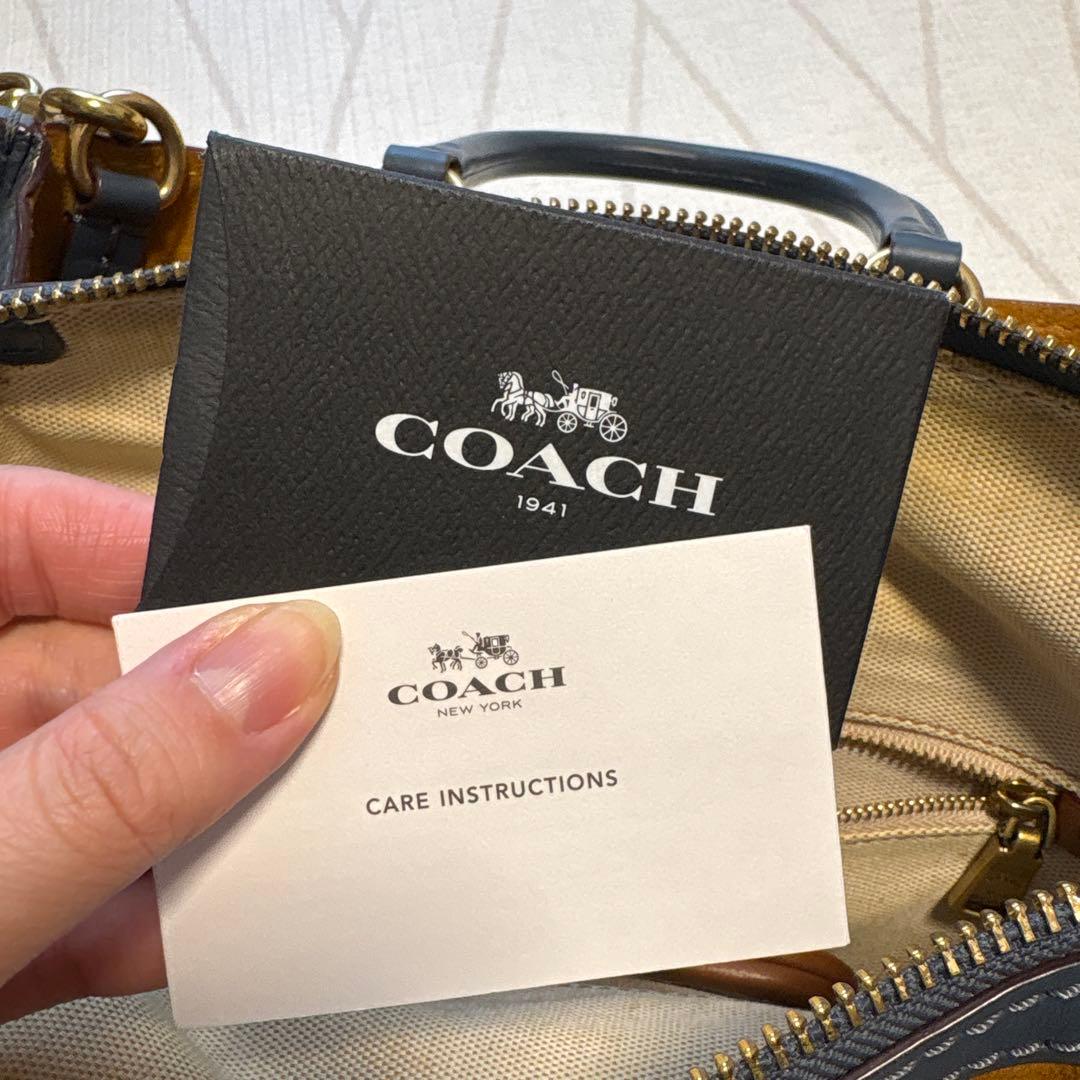 COACH
1941
COACH
NEW YORK
CARE INSTRUCTIONS